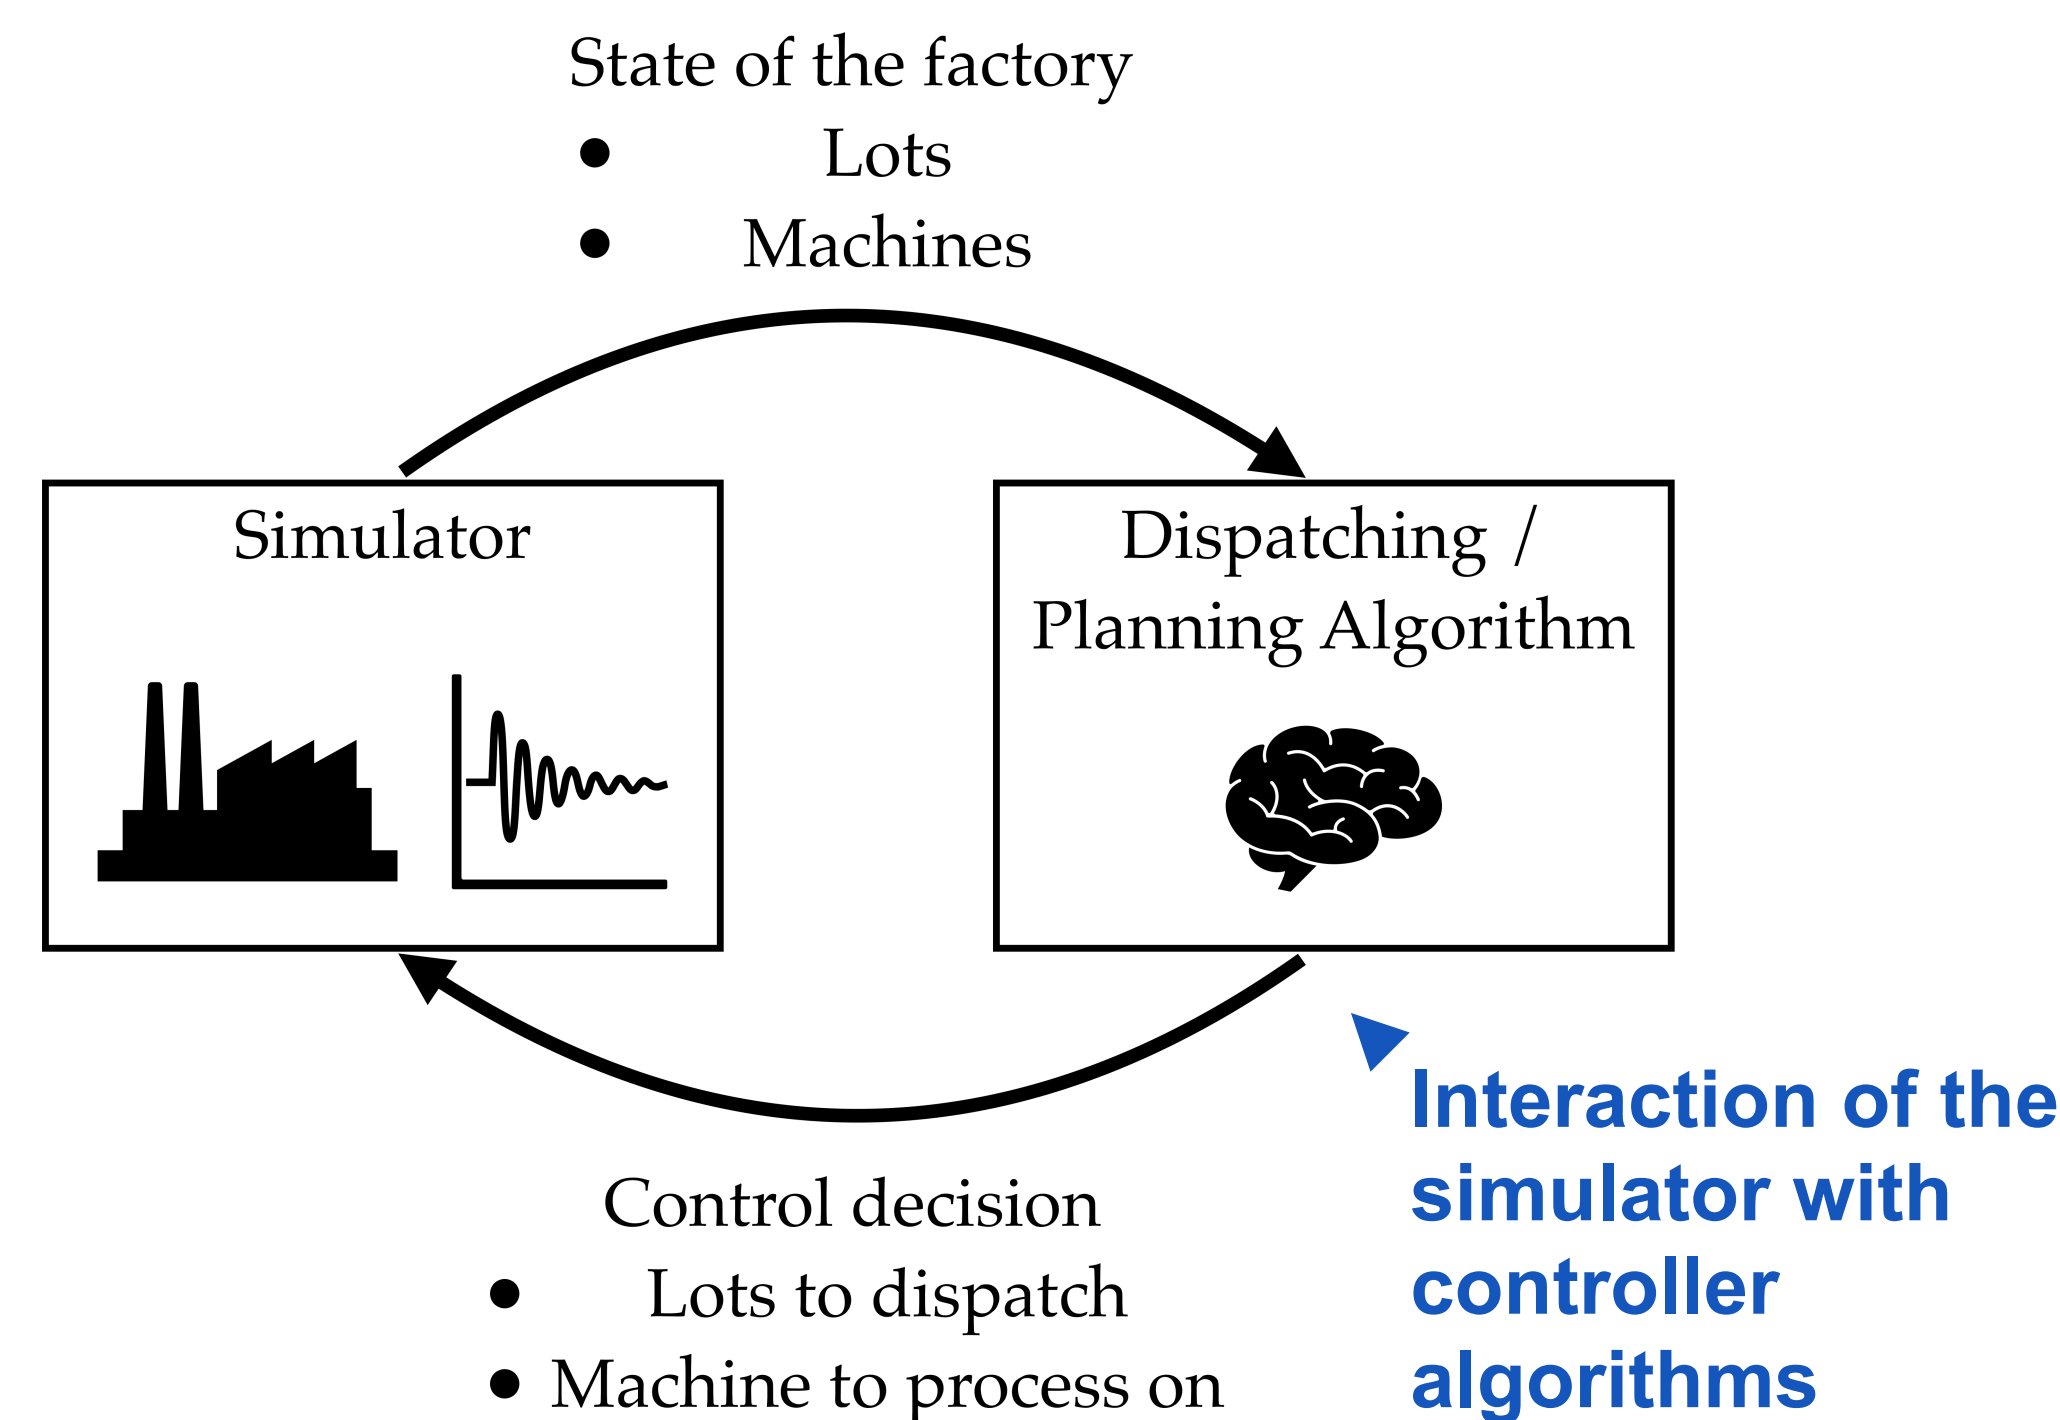 State of the factory
● Lots
● Machines
Simulator
Dispatching /
Planning Algorithm
Control decision
● Lots to dispatch
● Machine to process on
Interaction of the
simulator with
controller
algorithms